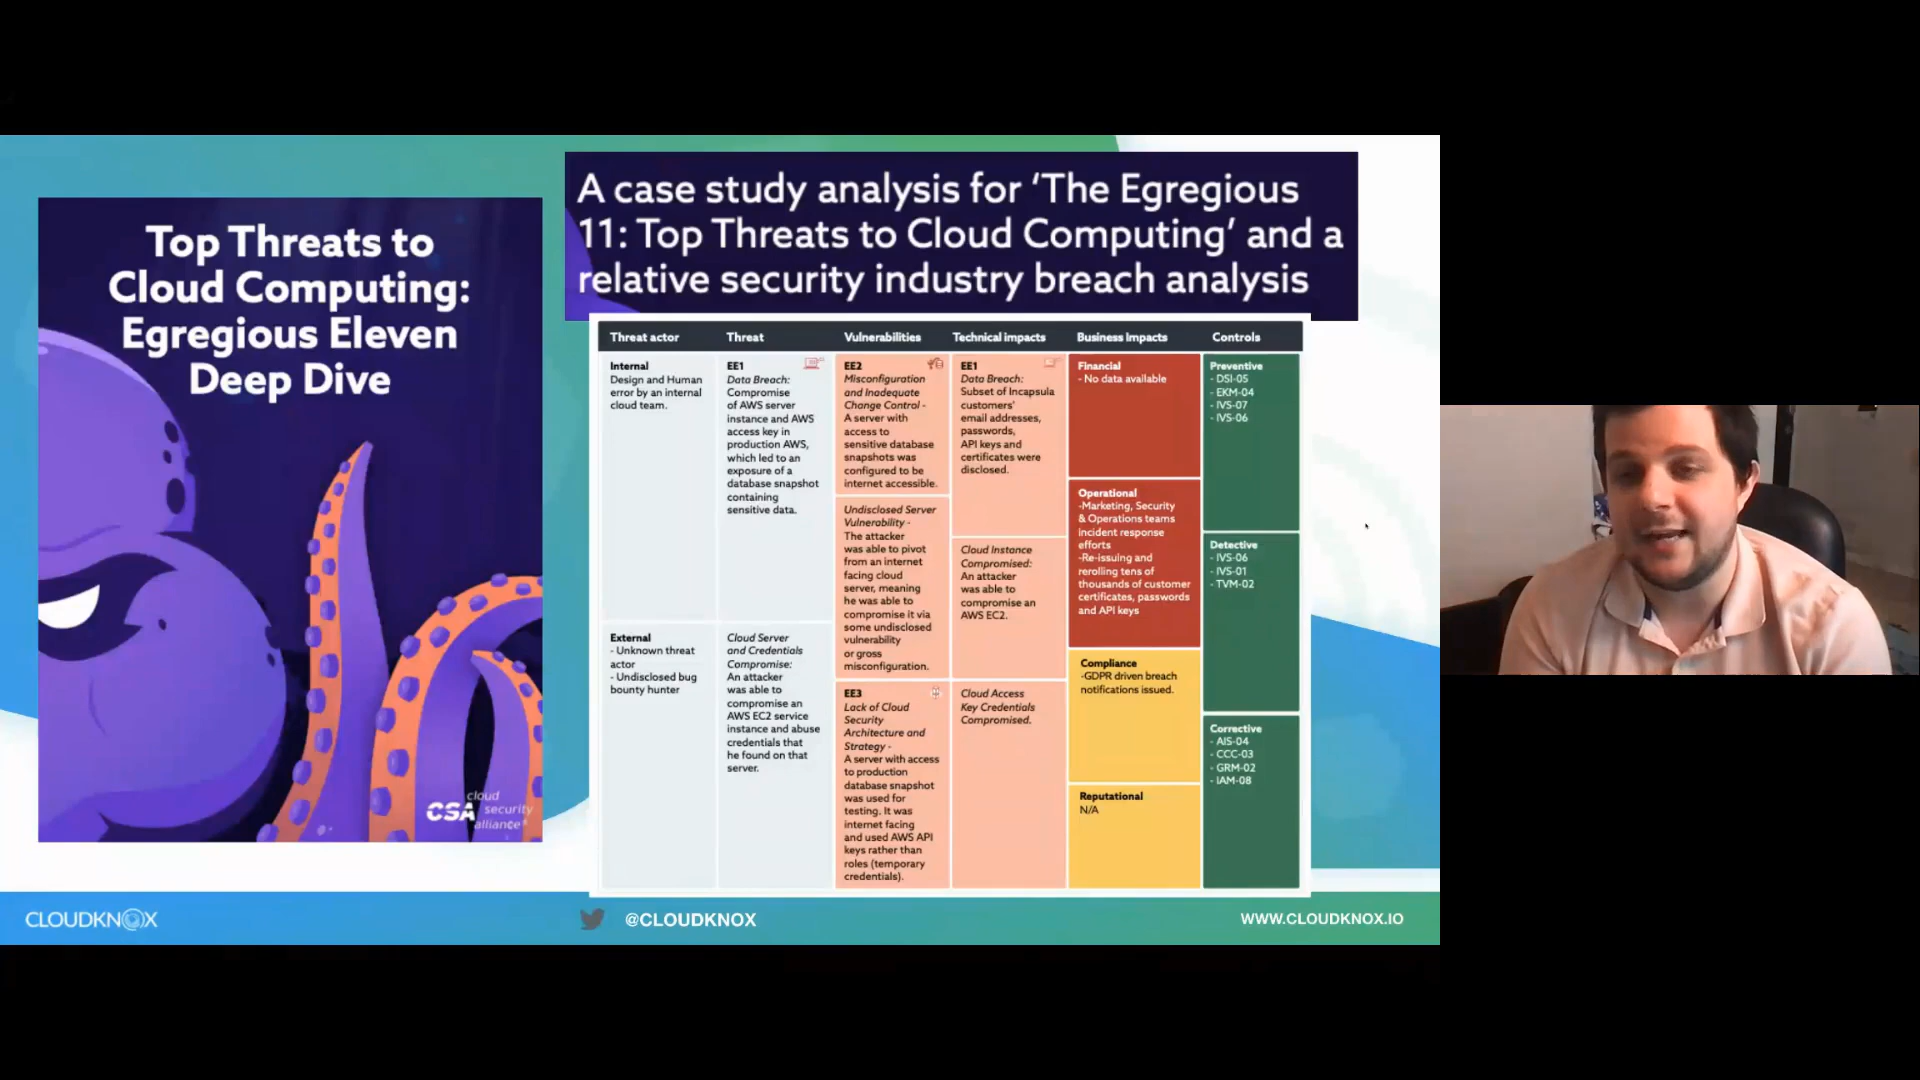 Top Threats to
Cloud Computing:
Egregious Eleven
Deep Dive
CSA cloud
security
alliance®
A case study analysis for ‘The Egregious
11: Top Threats to Cloud Computing’ and a
relative security industry breach analysis
Threat actor
Threat
Vulnerabilities
Technical impacts
Business Impacts
Controls
Internal
Design and Human
error by an internal
cloud team.
External
- Unknown threat
actor
- Undisclosed bug
bounty hunter
EE1
Data Breach:
Compromise
of AWS server
instance and AWS
access key in
production AWS,
which led to an
exposure of a
database snapshot
containing
sensitive data.
Cloud Server
and Credentials
Compromise:
An attacker
was able to
compromise an
AWS EC2 service
instance and abuse
credentials that
he found on that
server.
EE2
Misconfiguration
and Inadequate
Change Control -
A server with
access to
sensitive database
snapshots was
configured to be
internet accessible.
Undisclosed Server
Vulnerability -
The attacker
was able to pivot
from an internet
facing cloud
server, meaning
he was able to
compromise it via
some undisclosed
vulnerability
or gross
misconfiguration.
EE3
Lack of Cloud
Security
Architecture and
Strategy -
A server with access
to production
database snapshot
was used for
testing. It was
internet facing
and used AWS API
keys rather than
roles (temporary
credentials).
EE1
Data Breach:
Subset of Incapsula
customers'
email addresses,
passwords,
API keys and
certificates were
disclosed.
Cloud Instance
Compromised:
An attacker
was able to
compromise an
AWS EC2.
Cloud Access
Key Credentials
Compromised.
Financial
- No data available
Operational
-Marketing, Security
& Operations teams
incident response
efforts
-Re-issuing and
rerolling tens of
thousands of customer
certificates, passwords
and API keys
Compliance
-GDPR driven breach
notifications issued.
Reputational
N/A
Preventive
- DSI-05
- EKM-04
- IVS-07
- IVS-06
Detective
- IVS-06
- IVS-01
- TVM-02
Corrective
- AIS-04
- CCC-03
- GRM-02
- IAM-08
CLOUDKNOX
@CLOUDKNOX
WWW.CLOUDKNOX.IO